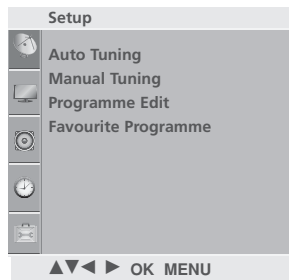 Setup
Auto Tuning
Manual Tuning
Programme Edit
Favourite Programme
▲▼◄ ► OK MENU